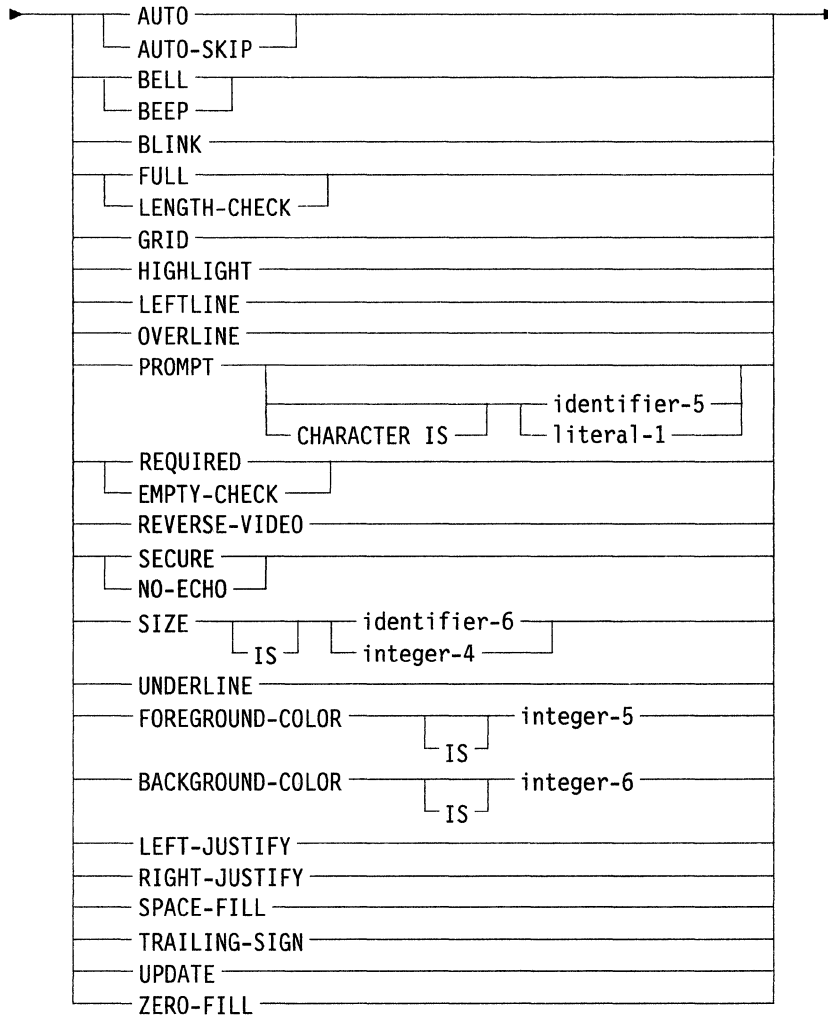 AUTO
AUTO-SKIP
BELL
BEEP
BLINK
FULL
LENGTH-CHECK
GRID
HIGHLIGHT
LEFTLINE
OVERLINE
PROMPT
identifier-5
CHARACTER IS literal-1
REQUIRED
EMPTY-CHECK
REVERSE-VIDEO
SECURE
NO-ECHO
SIZE identifier-6
IS integer-4
UNDERLINE
FOREGROUND-COLOR integer-5
IS
BACKGROUND-COLOR integer-6
IS
LEFT-JUSTIFY
RIGHT-JUSTIFY
SPACE-FILL
TRAILING-SIGN
UPDATE
ZERO-FILL